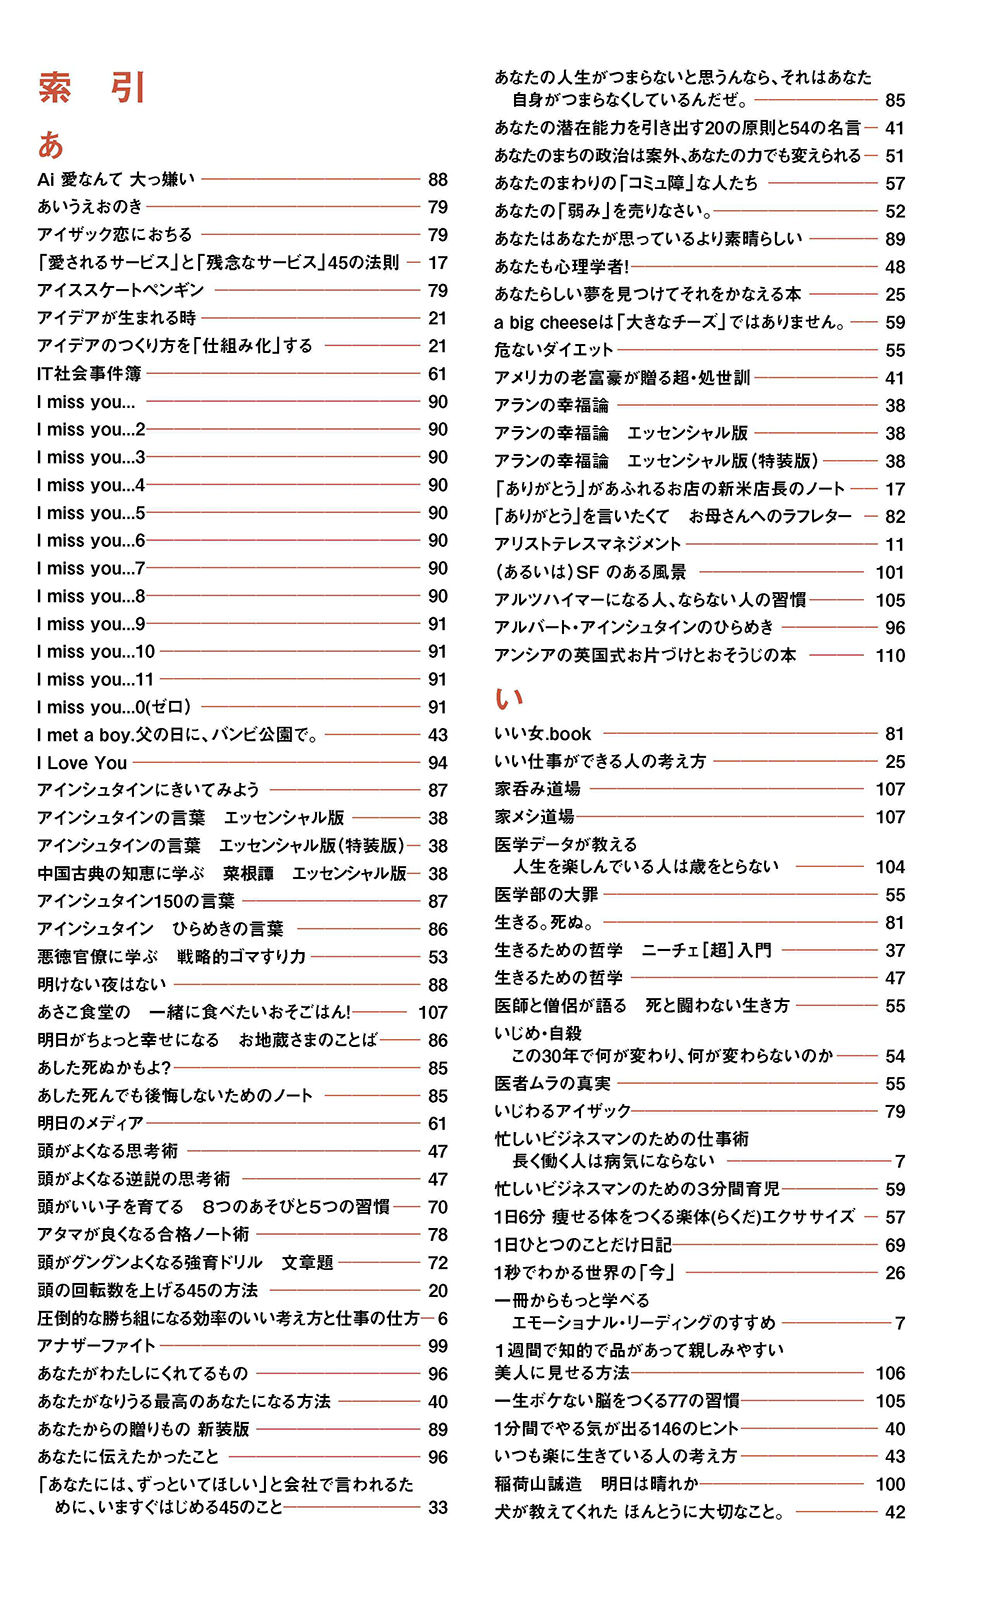 索　引
あ
Ai 愛なんて 大っ嫌い 88
あいうえおのき 79
アイザック恋におちる 79
「愛されるサービス」と「残念なサービス」45の法則 17
アイススケートペンギン 79
アイデアが生まれる時 21
アイデアのつくり方を「仕組み化」する 21
IT社会事件簿 61
I miss you... 90
I miss you...2 90
I miss you...3 90
I miss you...4 90
I miss you...5 90
I miss you...6 90
I miss you...7 90
I miss you...8 90
I miss you...9 91
I miss you...10 91
I miss you...11 91
I miss you...0(ゼロ） 91
I met a boy.父の日に、バンビ公園で。 43
I Love You 94
アインシュタインにきいてみよう 87
アインシュタインの言葉　エッセンシャル版 38
アインシュタインの言葉　エッセンシャル版（特装版） 38
中国古典の知恵に学ぶ　菜根譚　エッセンシャル版 38
アインシュタイン150の言葉 87
アインシュタイン　ひらめきの言葉 86
悪徳官僚に学ぶ　戦略的ゴマすり力 53
明けない夜はない 88
あさこ食堂の　一緒に食べたいおそごはん! 107
明日がちょっと幸せになる　お地蔵さまのことば 86
あした死ぬかもよ? 85
あした死んでも後悔しないためのノート 85
明日のメディア 61
頭がよくなる思考術 47
頭がよくなる逆説の思考術 47
頭がいい子を育てる　８つのあそびと５つの習慣 70
アタマが良くなる合格ノート術 78
頭がグングンよくなる強育ドリル　文章題 72
頭の回転数を上げる45の方法 20
圧倒的な勝ち組になる効率のいい考え方と仕事の仕方 6
アナザーファイト 99
あなたがわたしにくれてるもの 96
あなたがなりうる最高のあなたになる方法 40
あなたからの贈りもの 新装版 89
あなたに伝えたかったこと 96
「あなたには、ずっといてほしい」と会社で言われるた
めに、いますぐはじめる45のこと 33
あなたの人生がつまらないと思うんなら、それはあなた
自身がつまらなくしているんだぜ。 85
あなたの潜在能力を引き出す20の原則と54の名言 41
あなたのまちの政治は案外、あなたの力でも変えられる 51
あなたのまわりの「コミュ障」な人たち 57
あなたの「弱み」を売りなさい。 52
あなたはあなたが思っているより素晴らしい 89
あなたも心理学者! 48
あなたらしい夢を見つけてそれをかなえる本 25
a big cheeseは「大きなチーズ」ではありません。 59
危ないダイエット 55
アメリカの老富豪が贈る超・処世訓 41
アランの幸福論 38
アランの幸福論　エッセンシャル版 38
アランの幸福論　エッセンシャル版（特装版） 38
「ありがとう」があふれるお店の新米店長のノート 17
「ありがとう」を言いたくて　お母さんへのラブレター 82
アリストテレスマネジメント 11
（あるいは）SF のある風景 101
アルツハイマーになる人、ならない人の習慣 105
アルバート・アインシュタインのひらめき 96
アンシアの英国式お片づけとおそうじの本 110
い
いい女.book 81
いい仕事ができる人の考え方 25
家呑み道場 107
家メシ道場 107
医学データが教える
人生を楽しんでいる人は歳をとらない 104
医学部の大罪 55
生きる。死ぬ。 81
生きるための哲学　ニーチェ［超］入門 37
生きるための哲学 47
医師と僧侶が語る　死と闘わない生き方 55
いじめ・自殺
この30年で何が変わり、何が変わらないのか 54
医者ムラの真実 55
いじわるアイザック 79
忙しいビジネスマンのための仕事術
長く働く人は病気にならない 7
忙しいビジネスマンのための３分間育児 59
1日6分 痩せる体をつくる楽体(らくだ)エクササイズ 57
1日ひとつのことだけ日記 69
1秒でわかる世界の「今」 26
一冊からもっと学べる
エモーショナル・リーディングのすすめ 7
１週間で知的で品があって親しみやすい
美人に見せる方法 106
一生ボケない脳をつくる77の習慣 105
1分間でやる気が出る146のヒント 40
いつも楽に生きている人の考え方 43
稲荷山誠造　明日は晴れか 100
犬が教えてくれた ほんとうに大切なこと。 42